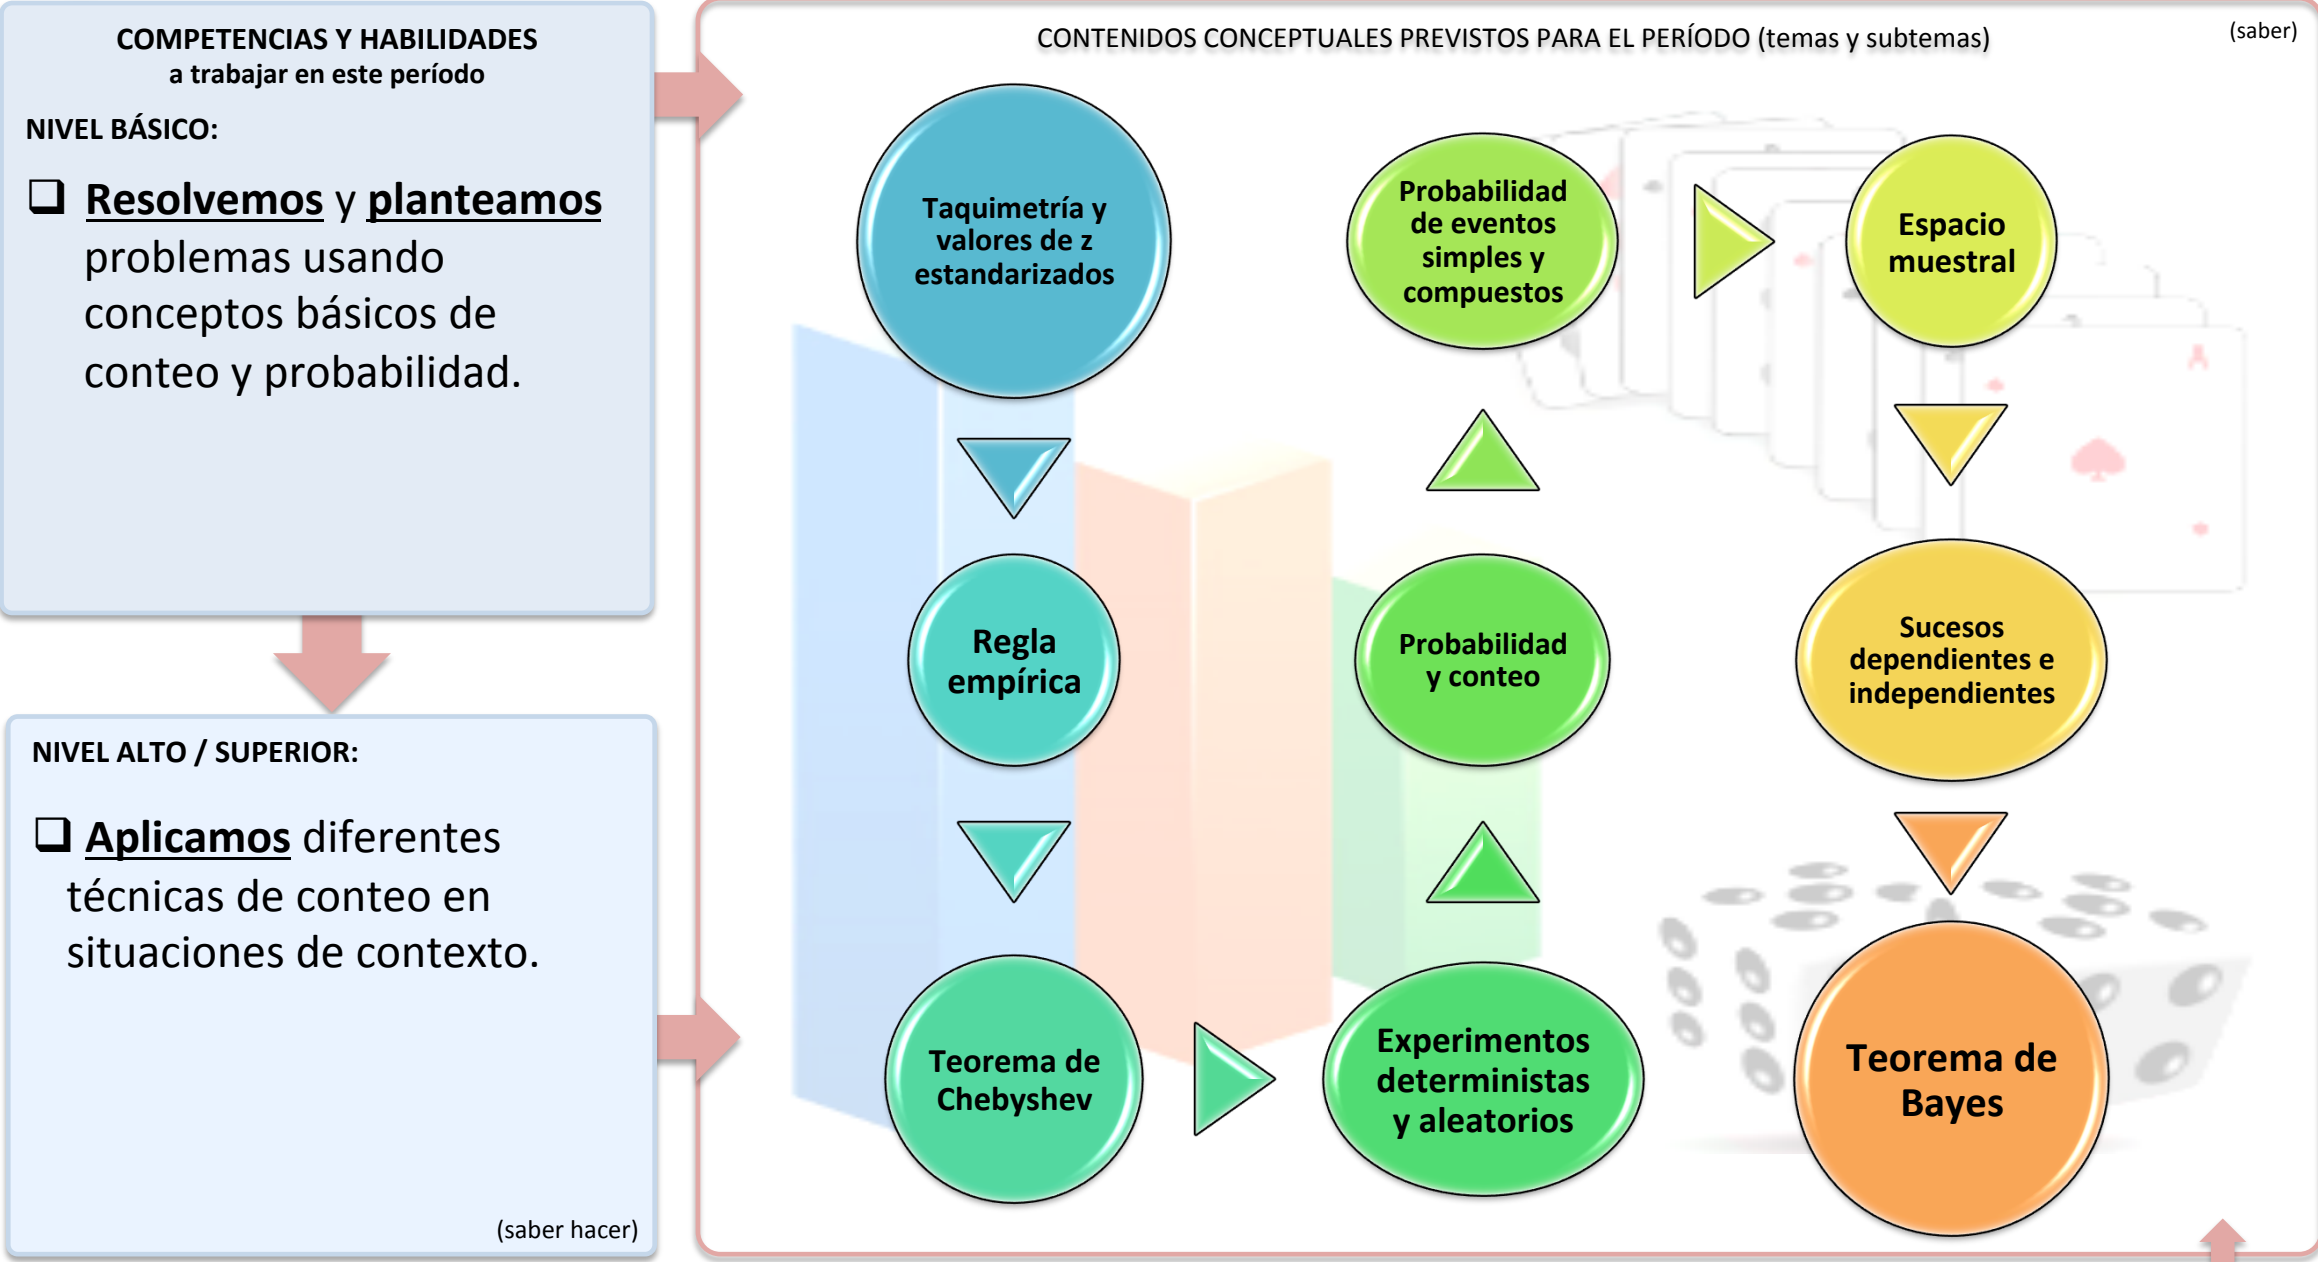 COMPETENCIAS Y HABILIDADES
a trabajar en este período
NIVEL BÁSICO:
Resolvemos y planteamos
problemas usando
conceptos básicos de
conteo y probabilidad.
NIVEL ALTO / SUPERIOR:
Aplicamos diferentes
técnicas de conteo en
situaciones de contexto.
(saber hacer)
CONTENIDOS CONCEPTUALES PREVISTOS PARA EL PERÍODO (temas y subtemas)
(saber)
Taquimetría y
valores de z
estandarizados
Regla
empírica
Teorema de
Chebyshev
Experimentos
deterministas
y aleatorios
Probabilidad
y conteo
Probabilidad
de eventos
simples y
compuestos
Espacio
muestral
Sucesos
dependientes e
independientes
Teorema de
Bayes